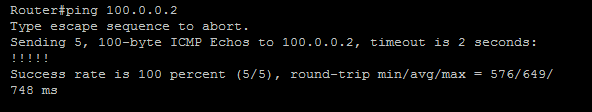 Router#ping 100.0.0.2
Type escape sequence to abort.
Sending 5, 100-byte ICMP Echos to 100.0.0.2, timeout is 2 seconds:
!!!!!
Success rate is 100 percent (5/5), round-trip min/avg/max = 576/649/
748 ms